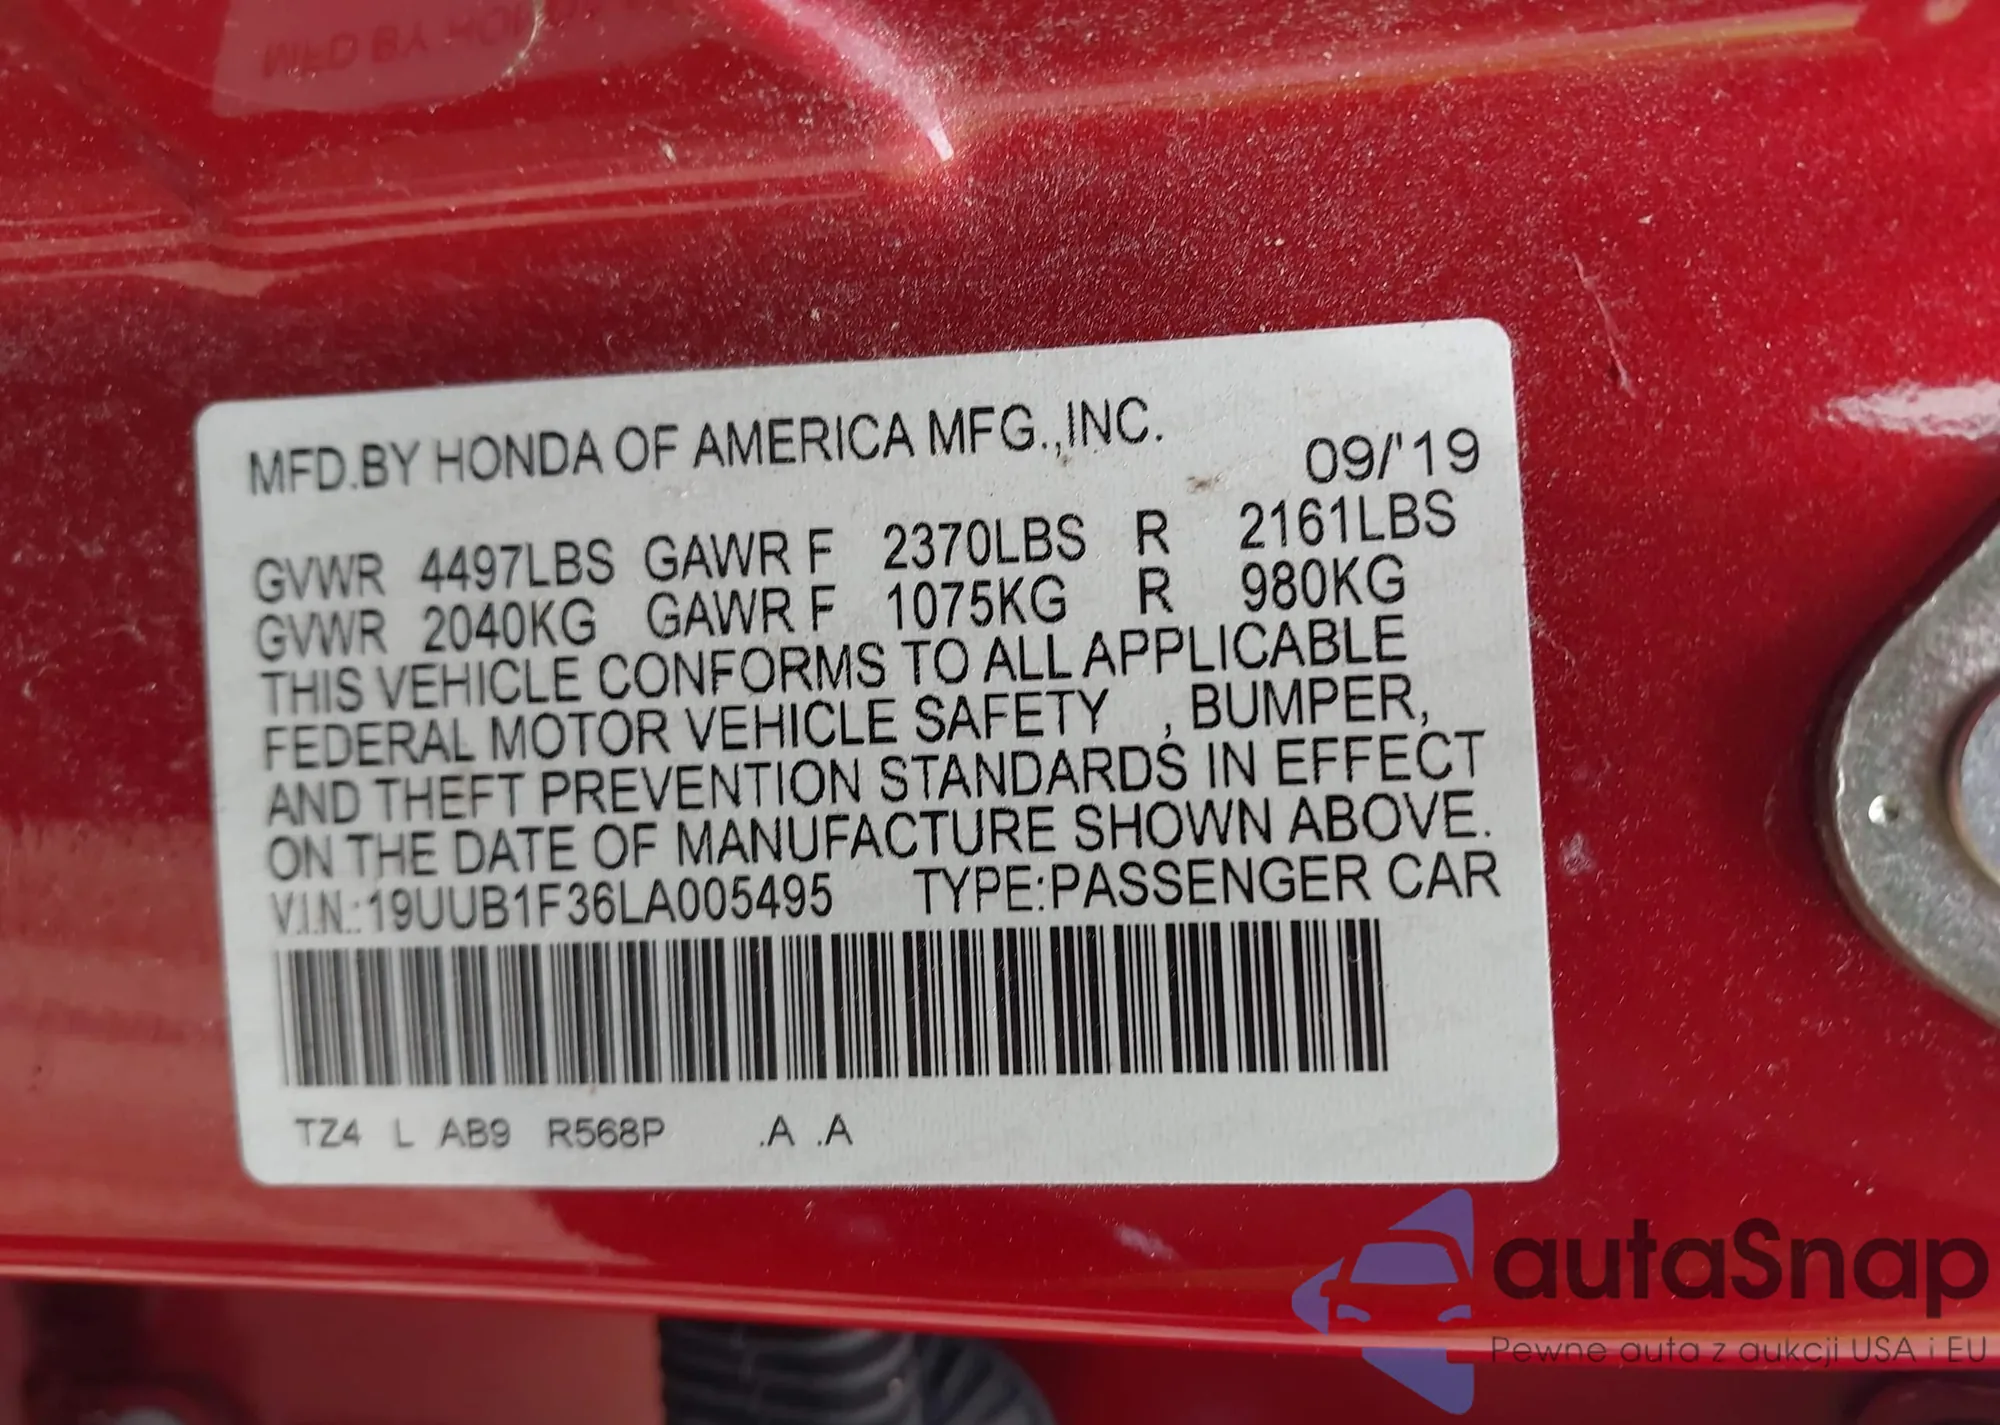 MFD.BY HONDA OF AMERICA MFG.,INC.
09/'19
GVWR 4497LBS GAWR F 2370LBS R 2161LBS
GVWR 2040KG GAWR F 1075KG R 980KG
THIS VEHICLE CONFORMS TO ALL APPLICABLE
FEDERAL MOTOR VEHICLE SAFETY , BUMPER,
AND THEFT PREVENTION STANDARDS IN EFFECT
ON THE DATE OF MANUFACTURE SHOWN ABOVE.
V.I.N.:19UUB1F36LA005495 TYPE:PASSENGER CAR
TZ4 L AB9 R568P .A .A
autaSnap
Pewne auta z aukcji USA i EU